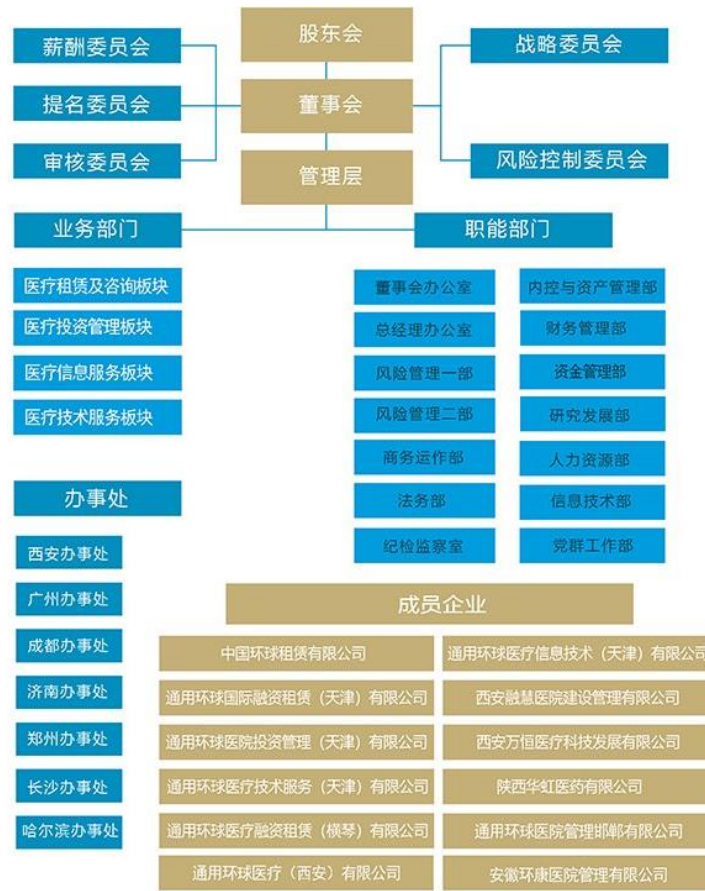 股东会
薪酬委员会
战略委员会
提名委员会
董事会
审核委员会
管理层
风险控制委员会
业务部门
职能部门
医疗租赁及咨询板块
医疗投资管理板块
医疗信息服务板块
医疗技术服务板块
董事会办公室
内控与资产管理部
总经理办公室
财务管理部
风险管理一部
资金管理部
风险管理二部
研究发展部
商务运作部
人力资源部
法务部
信息技术部
纪检监察室
党群工作部
办事处
西安办事处
广州办事处
成都办事处
济南办事处
郑州办事处
长沙办事处
哈尔滨办事处
成员企业
中国环球租赁有限公司
通用环球医疗信息技术（天津）有限公司
通用环球国际融资租赁（天津）有限公司
西安融慧医院建设管理有限公司
通用环球医院投资管理（天津）有限公司
西安万恒医疗科技发展有限公司
通用环球医疗技术服务（天津）有限公司
陕西华虹医药有限公司
通用环球医疗融资租赁（横琴）有限公司
通用环球医院管理邯郸有限公司
通用环球医疗（西安）有限公司
安徽环康医院管理有限公司